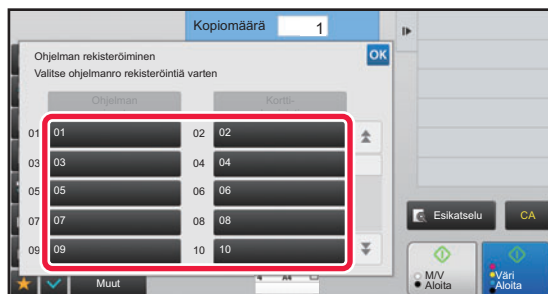 Kopiomäärä 1
Ohjelman rekisteröiminen
OK
Valitse ohjelmanro rekisteröintiä varten
Ohjelman
Kortti-
01 01 02 02
03 03 04 04
05 05 06 06
07 07 08 08
09 09 10 10
Esikatselu CA
M/V Aloita
Väri Aloita
Muut
A4